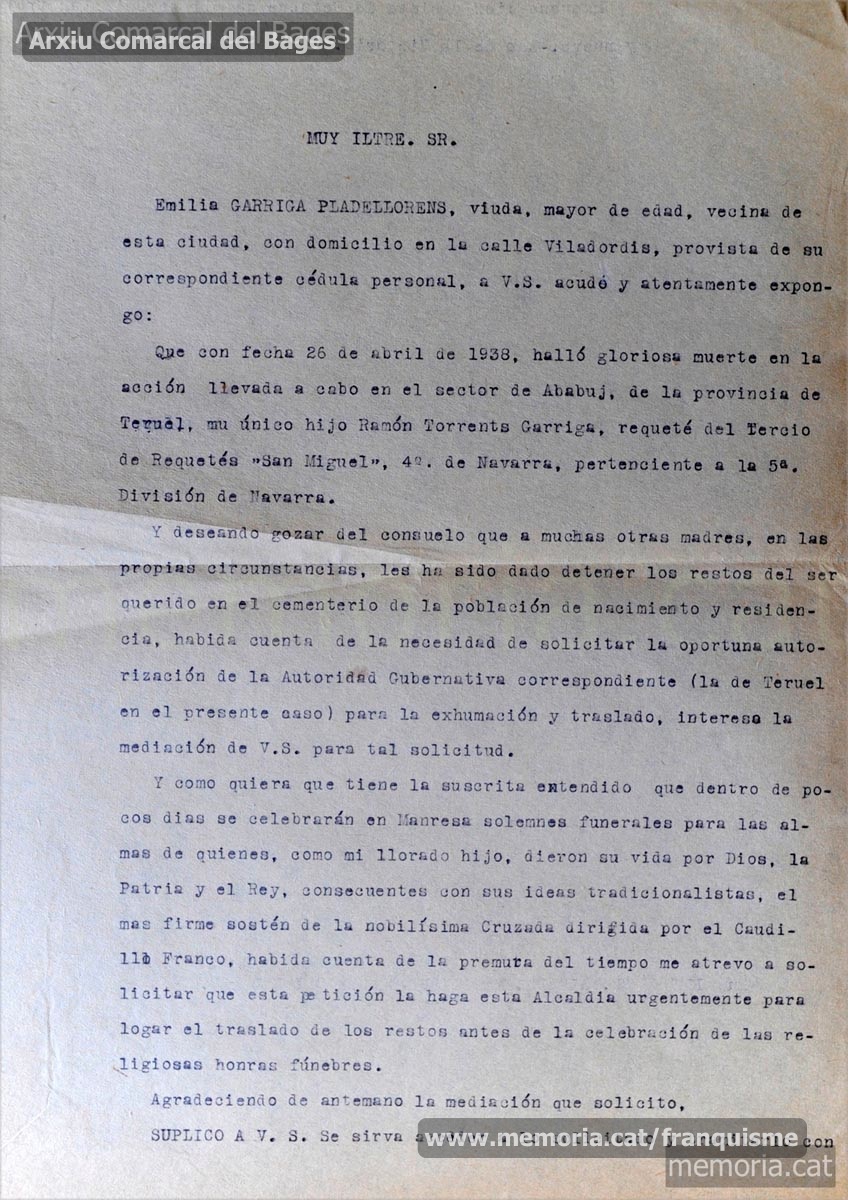 Arxiu Comarcal del Bages
Arxiu Comarcal del Bages
MUY ILTRE. SR.
Emilia GARRIGA PLADELLORENS, viuda, mayor de edad, vecina de
esta ciudad, con domicilio en la calle Viladordis, provista de su
correspondiente cédula personal, a V.S. acudé y atentamente expon-
go:
Que con fecha 26 de abril de 1938, halló gloriosa muerte en la
acción llevada a cabo en el sector de Ababuj, de la provincia de
Teruel, mu único hijo Ramón Torrents Garriga, requeté del Tercio
de Requetés "San Miguel", 4º. de Navarra, pertenciente a la 5ª.
División de Navarra.
Y deseando gozar del consuelo que a muchas otras madres, en las
propias circunstancias, les ha sido dado detener los restos del ser
querido en el cementerio de la población de nacimiento y residen-
cia, habida cuenta de la necesidad de solicitar la oportuna auto-
rización de la Autoridad Gubernativa correspondiente (la de Teruel
en el presente caso) para la exhumación y traslado, interesa la
mediación de V.S. para tal solicitud.
Y como quiera que tiene la suscrita entendido que dentro de po-
cos dias se celebrarán en Manresa solemnes funerales para las al-
mas de quienes, como mi llorado hijo, dieron su vida por Dios, la
Patria y el Rey, consecuentes con sus ideas tradicionalistas, el
mas firme sostén de la nobilísima Cruzada dirigida por el Caudi-
llo Franco, habida cuenta de la premura del tiempo me atrevo a so-
licitar que esta petición la haga esta Alcaldía urgentemente para
logar el traslado de los restos antes de la celebración de las re-
ligiosas honras fúnebres.
Agradeciendo de antemano la mediación que solicito,
SUPLICO A V. S. Se sirva con
www.memoria.cat/franquisme
memoria.cat